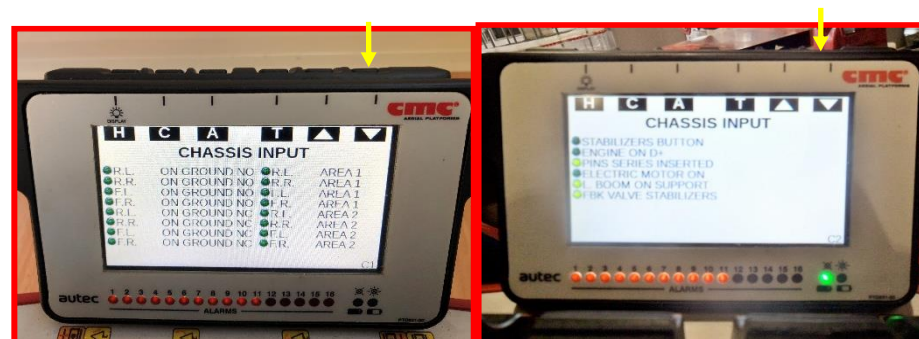 DISPLAY
cmc
AERIAL PLATFORMS
H C A T
CHASSIS INPUT
R.L. ON GROUND NO R.L. AREA 1
R.R. ON GROUND NO R.R. AREA 1
F.L. ON GROUND NO F.L. AREA 1
F.R. ON GROUND NO F.R. AREA 1
R.L. ON GROUND NC R.L. AREA 2
R.R. ON GROUND NC R.R. AREA 2
F.L. ON GROUND NC F.L. AREA 2
F.R. ON GROUND NC F.R. AREA 2
C1
autec
1 2 3 4 5 6 7 8 9 10 11 12 13 14 15 16
ALARMS
DISPLAY
cmc
AERIAL PLATFORMS
H C A T
CHASSIS INPUT
STABILIZERS BUTTON
ENGINE ON D+
PINS SERIES INSERTED
ELECTRIC MOTOR ON
L. BOOM ON SUPPORT
FBK VALVE STABILIZERS
C2
autec
1 2 3 4 5 6 7 8 9 10 11 12 13 14 15 16
ALARMS